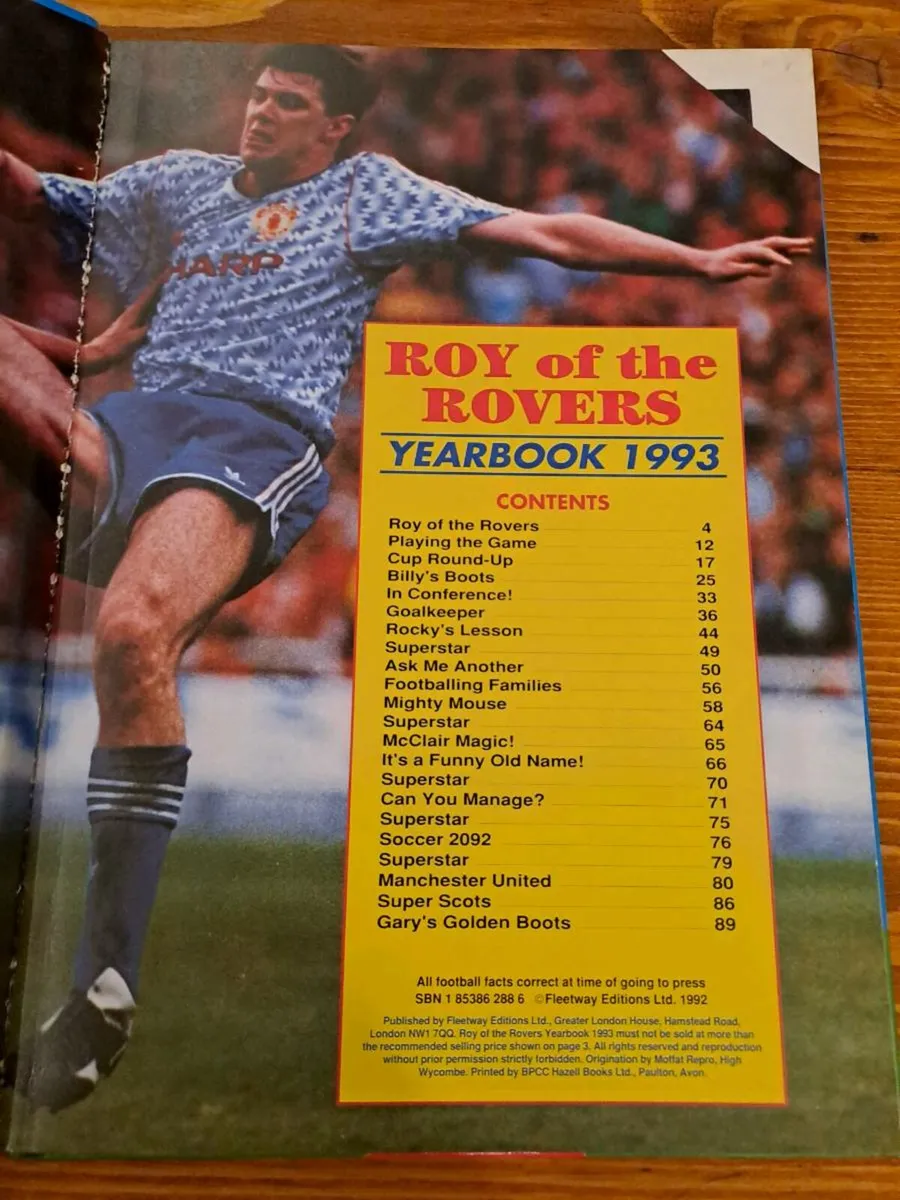 SHARP
ROY of the
ROVERS
YEARBOOK 1993
CONTENTS
Roy of the Rovers 4
Playing the Game 12
Cup Round-Up 17
Billy's Boots 25
In Conference! 33
Goalkeeper 36
Rocky's Lesson 44
Superstar 49
Ask Me Another 50
Footballing Families 56
Mighty Mouse 58
Superstar 64
McClair Magic! 65
It's a Funny Old Name! 66
Superstar 70
Can You Manage? 71
Superstar 75
Soccer 2092 76
Superstar 79
Manchester United 80
Super Scots 86
Gary's Golden Boots 89
All football facts correct at time of going to press
SBN 1 85386 288 6 ©Fleetway Editions Ltd. 1992
Published by Fleetway Editions Ltd., Greater London House, Hamstead Road,
London NW1 7QQ. Roy of the Rovers Yearbook 1993 must not be sold at more than
the recommended selling price shown on page 3. All rights reserved and reproduction
without prior permission strictly forbidden. Origination by Moffat Repro, High
Wycombe. Printed by BPCC Hazell Books Ltd., Paulton, Avon.